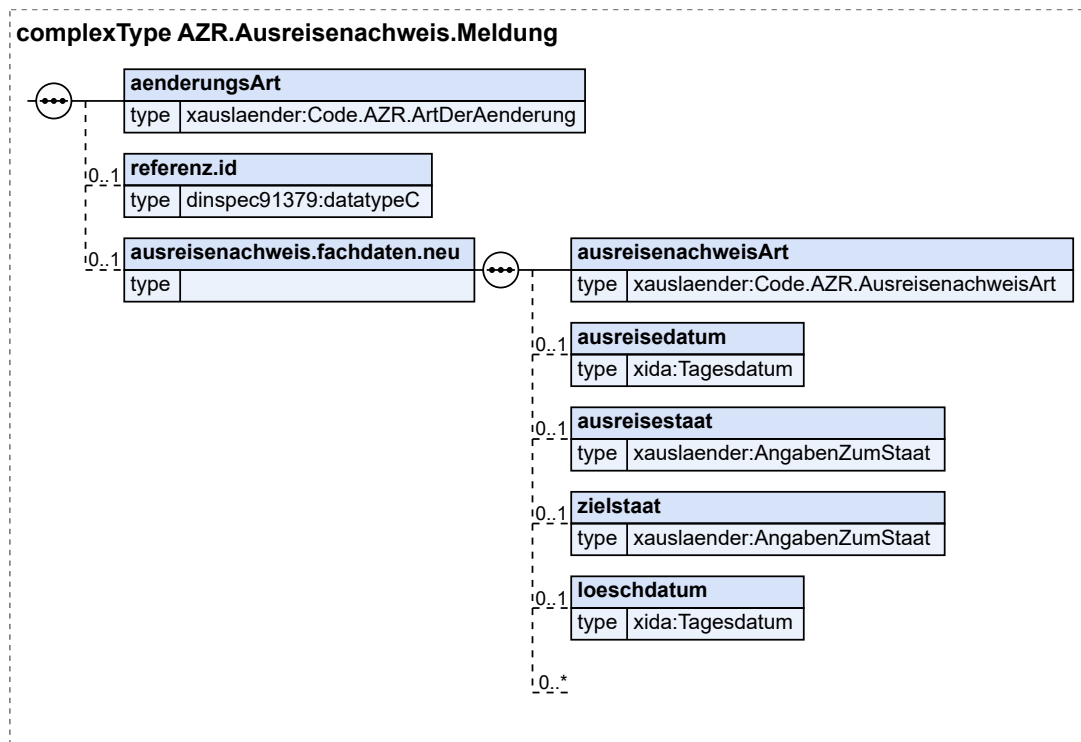 complexType AZR.Ausreisenachweis.Meldung
aenderungsArt
type xauslaender:Code.AZR.ArtDerAenderung
0..1 referenz.id
type dinspec91379:datatypeC
0..1 ausreisenachweis.fachdaten.neu
type
ausreisenachweisArt
type xauslaender:Code.AZR.AusreisenachweisArt
0..1 ausreisedatum
type xida:Tagesdatum
0..1 ausreisestaat
type xauslaender:AngabenZumStaat
0..1 zielstaat
type xauslaender:AngabenZumStaat
0..1 loeschdatum
type xida:Tagesdatum
0..*